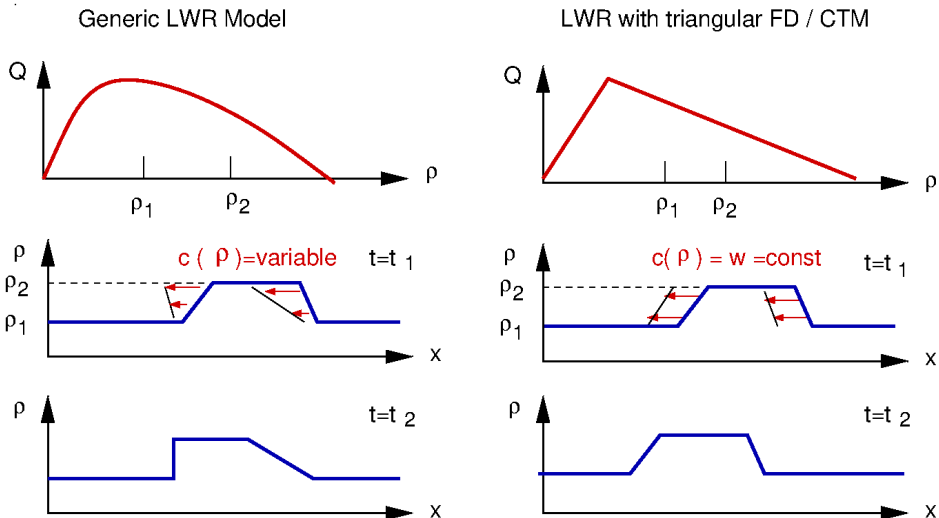 Generic LWR Model
LWR with triangular FD / CTM
Q
ρ
ρ1
ρ2
Q
ρ
ρ1
ρ2
ρ
c ( ρ )=variable
t=t 1
ρ2
ρ1
x
ρ
c( ρ ) = w =const
t=t 1
ρ2
ρ1
x
ρ
t=t 2
x
ρ
t=t 2
x